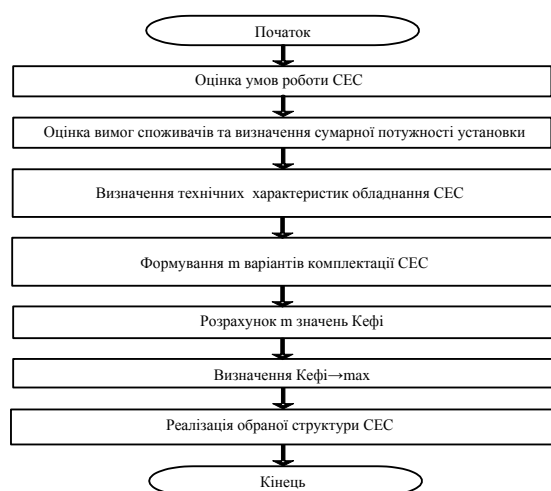 Початок
Оцінка умов роботи СЕС
Оцінка вимог споживачів та визначення сумарної потужності установки
Визначення технічних характеристик обладнання СЕС
Формування m варіантів комплектації СЕС
Розрахунок m значень Кефі
Визначення Кефі→max
Реалізація обраної структури СЕС
Кінець